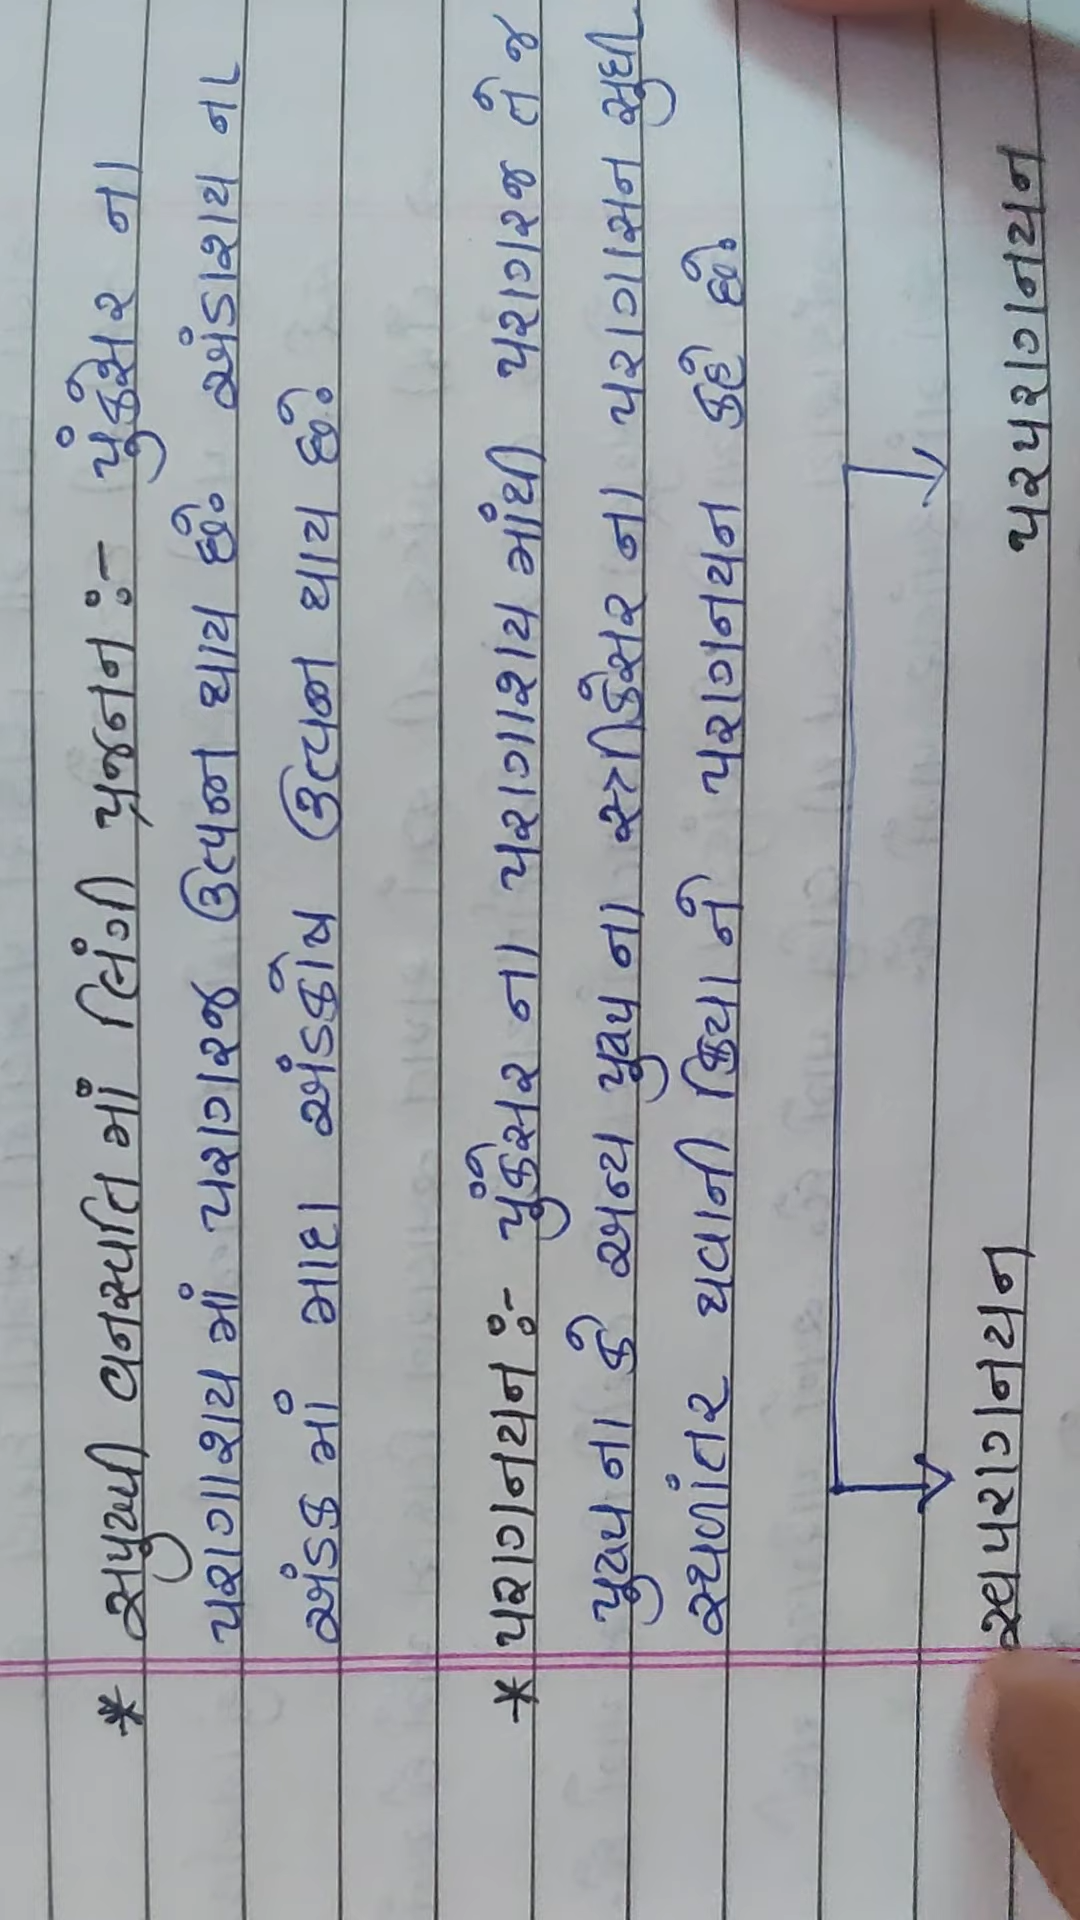 * સપુષ્પી વનસ્પતિ માં લિંગી પ્રજનન :- પુંકેસર ના
પરાગાશય માં પરાગરજ ઉત્પન્ન થાય છે. અંડાશય ના
અંડક માં માદા અંડકોષ ઉત્પન્ન થાય છે.
* પરાગનયન :- પુંકેસર ના પરાગાશય માંથી પરાગરજ તે જ
પુષ્પ ના કે અન્ય પુષ્પ ના સ્ત્રીકેસર ના પરાગાસન સુધી
સ્થળાંતર થવાની ક્રિયા ને પરાગનયન કહે છે.
સ્વપરાગનયન પરપરાગનયન